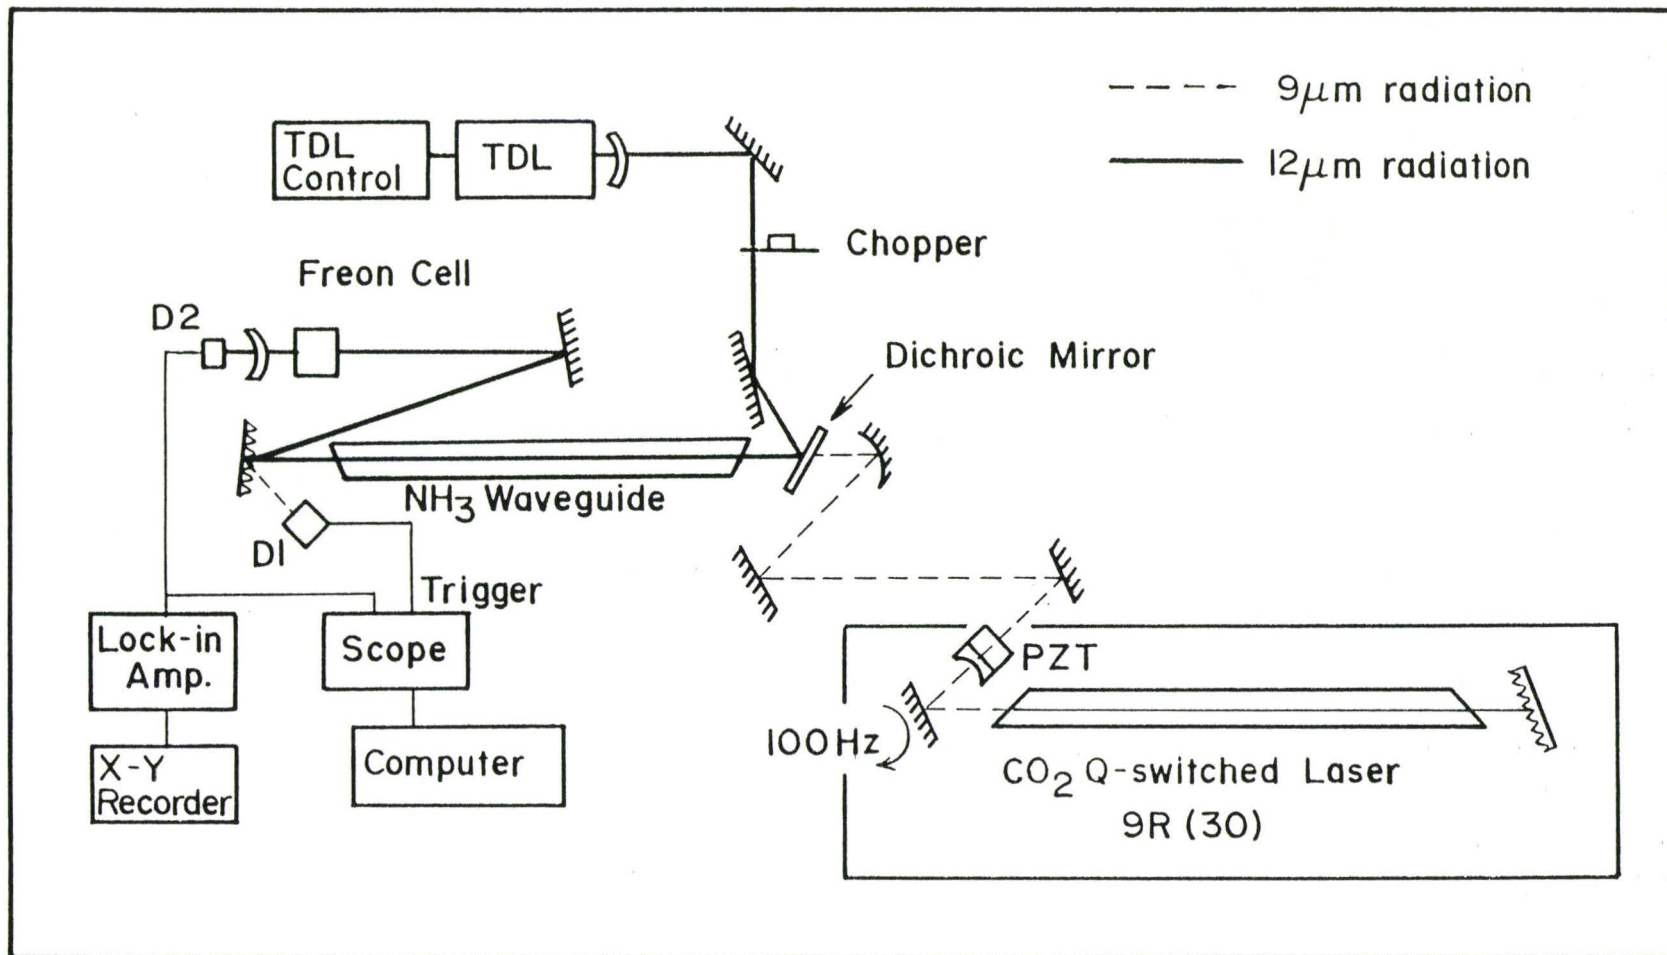 9μm radiation
12μm radiation
TDL
Control
TDL
Chopper
Freon Cell
D2
Dichroic Mirror
NH₃ Waveguide
D1
Trigger
Lock-in
Amp.
Scope
PZT
100Hz
X-Y
Recorder
Computer
CO₂ Q-switched Laser
9R (30)